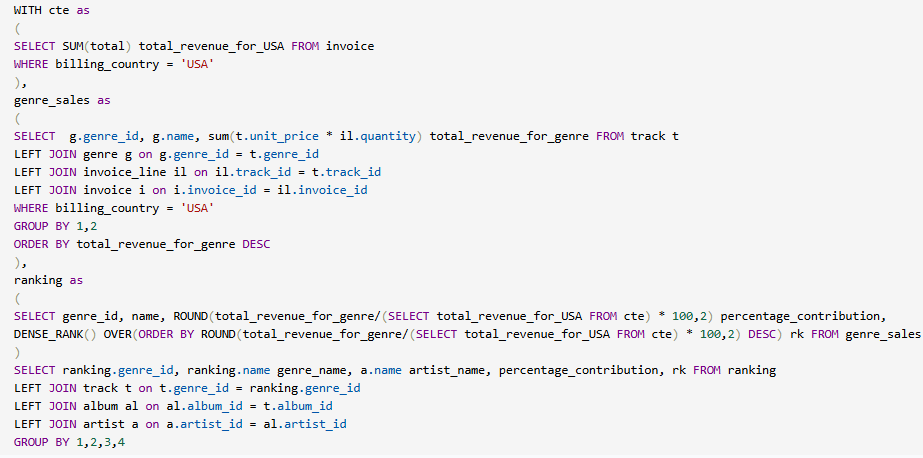 WITH cte as
(
SELECT SUM(total) total_revenue_for_USA FROM invoice
WHERE billing_country = 'USA'
),
genre_sales as
(
SELECT  g.genre_id, g.name, sum(t.unit_price * il.quantity) total_revenue_for_genre FROM track t
LEFT JOIN genre g on g.genre_id = t.genre_id
LEFT JOIN invoice_line il on il.track_id = t.track_id
LEFT JOIN invoice i on i.invoice_id = il.invoice_id
WHERE billing_country = 'USA'
GROUP BY 1,2
ORDER BY total_revenue_for_genre DESC
),
ranking as
(
SELECT genre_id, name, ROUND(total_revenue_for_genre/(SELECT total_revenue_for_USA FROM cte) * 100,2) percentage_contribution,
DENSE_RANK() OVER(ORDER BY ROUND(total_revenue_for_genre/(SELECT total_revenue_for_USA FROM cte) * 100,2) DESC) rk FROM genre_sales
)
SELECT ranking.genre_id, ranking.name genre_name, a.name artist_name, percentage_contribution, rk FROM ranking
LEFT JOIN track t on t.genre_id = ranking.genre_id
LEFT JOIN album al on al.album_id = t.album_id
LEFT JOIN artist a on a.artist_id = al.artist_id
GROUP BY 1,2,3,4